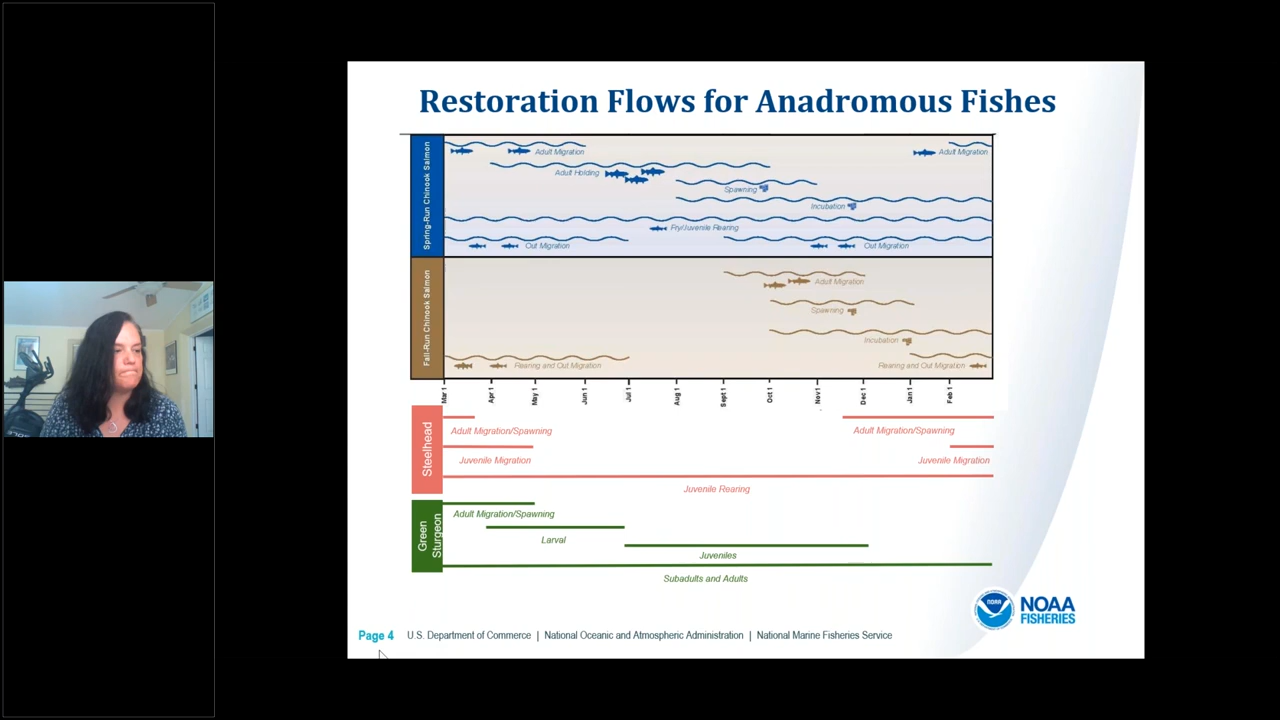 Restoration Flows for Anadromous Fishes
Spring-Run Chinook Salmon
Adult Migration
Adult Migration
Adult Holding
Spawning
Incubation
Fry/Juvenile Rearing
Out Migration
Out Migration
Fall-Run Chinook Salmon
Adult Migration
Spawning
Incubation
Rearing and Out Migration
Rearing and Out Migration
Mar 1
Apr 1
May 1
Jun 1
Jul 1
Aug 1
Sept 1
Oct 1
Nov 1
Dec 1
Jan 1
Feb 1
Steelhead
Adult Migration/Spawning
Adult Migration/Spawning
Juvenile Migration
Juvenile Migration
Juvenile Rearing
Green
Sturgeon
Adult Migration/Spawning
Larval
Juveniles
Subadults and Adults
NOAA
NOAA
FISHERIES
Page 4 U.S. Department of Commerce | National Oceanic and Atmospheric Administration | National Marine Fisheries Service